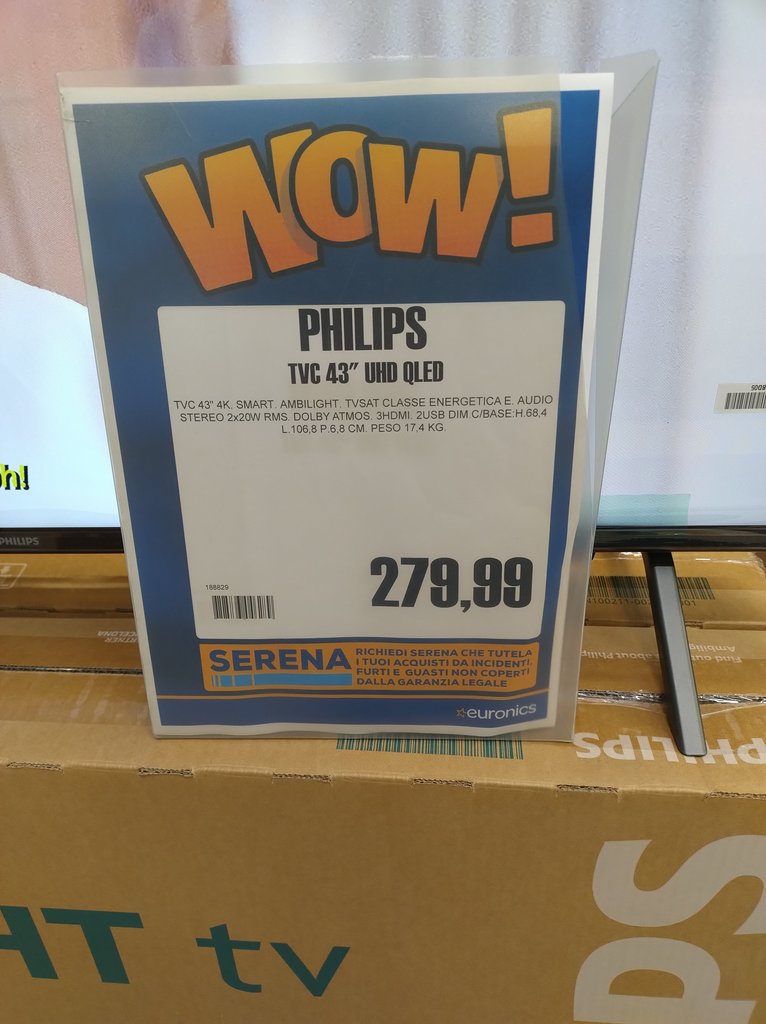 WOW!
PHILIPS
TVC 43" UHD QLED
TVC 43" 4K. SMART. AMBILIGHT. TVSAT CLASSE ENERGETICA E. AUDIO
STEREO 2x20W RMS. DOLBY ATMOS. 3HDMI. 2USB DIM.C/BASE:H.68,4
L.106,8 P.6,8 CM. PESO 17,4 KG.
188829
279,99
SERENA
RICHIEDI SERENA CHE TUTELA
I TUOI ACQUISTI DA INCIDENTI,
FURTI E GUASTI NON COPERTI
DALLA GARANZIA LEGALE
euronics
PHILIPS
PHILIPS
HT tv
PS